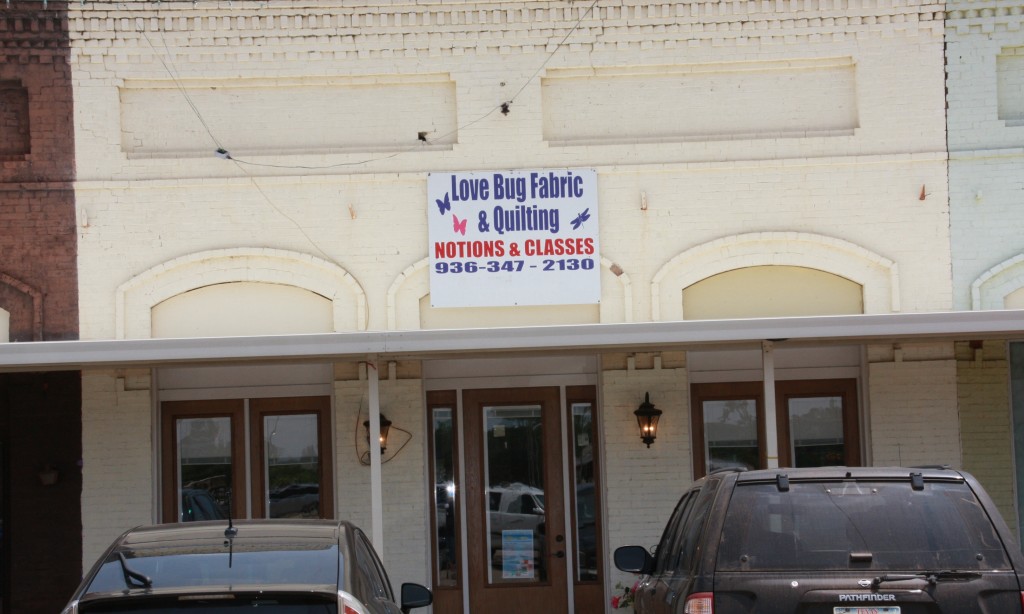 Love Bug Fabric
& Quilting
NOTIONS & CLASSES
936-347-2130
PATHFINDER